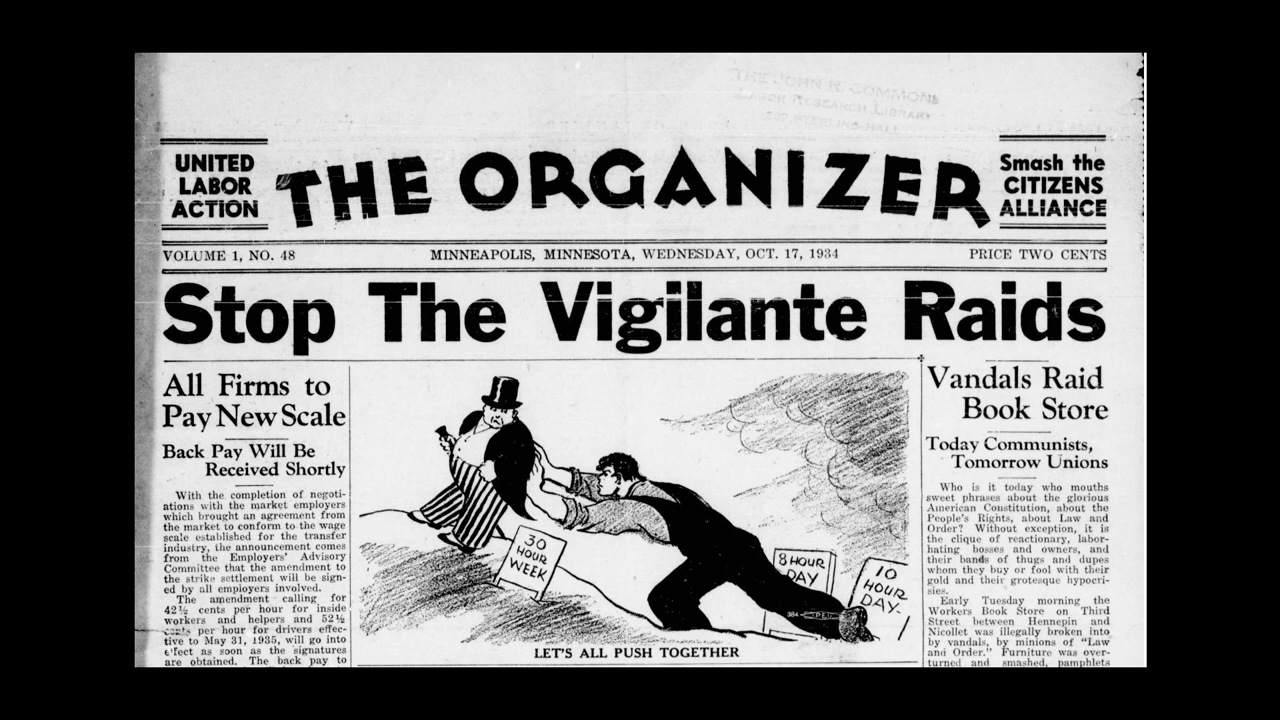 THE JOHN R. COMMONS
LABOR RESEARCH LIBRARY
STERLING HALL
UNITED
LABOR
ACTION
THE ORGANIZER
Smash the
CITIZENS
ALLIANCE
VOLUME 1, NO. 48
MINNEAPOLIS, MINNESOTA, WEDNESDAY, OCT. 17, 1934
PRICE TWO CENTS
Stop The Vigilante Raids
All Firms to
Pay New Scale
Back Pay Will Be
Received Shortly
With the completion of negoti-
ations with the market employers
which brought an agreement from
the market to conform to the wage
scale established for the transfer
industry, the announcement comes
from the Employers' Advisory
Committee that the amendment to
the strike settlement will be sign-
ed by all employers involved.
The amendment calling for
42½ cents per hour for inside
workers and helpers and 52½
cents per hour for drivers effec-
tive to May 31, 1935, will go into
effect as soon as the signatures
are obtained. The back pay to
30
HOUR
WEEK
8 HOUR
DAY
10
HOUR
DAY.
384
LET'S ALL PUSH TOGETHER
Vandals Raid
Book Store
Today Communists,
Tomorrow Unions
Who is it today who mouths
sweet phrases about the glorious
American Constitution, about the
People's Rights, about Law and
Order? Without exception, it is
the clique of reactionary, labor-
hating bosses and owners, and
their bands of thugs and dupes
whom they buy or fool with their
gold and their grotesque hypocri-
sies.
Early Tuesday morning the
Workers Book Store on Third
Street between Hennepin and
Nicollet was illegally broken into
by vandals, by minions of "Law
and Order." Furniture was over-
turned and smashed, pamphlets